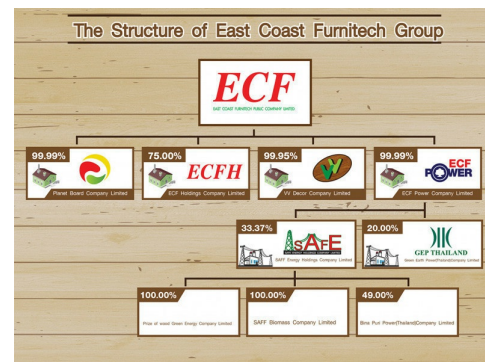 The Structure of East Coast Furnitech Group
ECF
EAST COAST FURNITECH PUBLIC COMPANY LIMITED
99.99%
Planet Board Company Limited
75.00%
ECFH
ECF Holdings Company Limited
99.95%
VV
VV Decor Company Limited
99.99%
ECF
POWER
ECF Power Company Limited
33.37%
SAFE
SAFF Energy Holdings Company Limited
20.00%
GEP THAILAND
Green Earth Power(Thailand)Company Limited
100.00%
Prize of wood Green Energy Company Limited
100.00%
SAFF Biomass Company Limited
49.00%
Bina Puri Power(Thailand)Company Limited